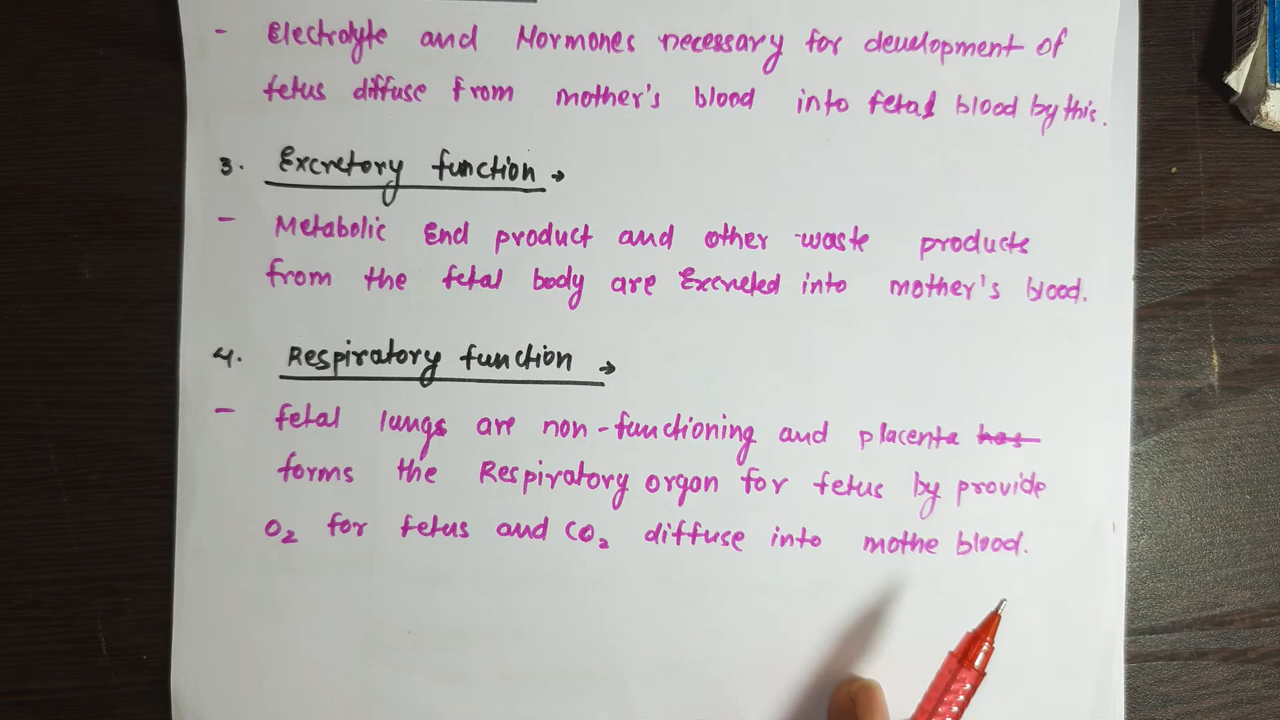 - Electrolyte and Hormones necessary for development of
fetus diffuse from mother's blood into fetal blood by this.
3. Excretory function →
- Metabolic End product and other waste products
from the fetal body are Excreted into mother's blood.
4. Respiratory function →
- fetal lungs are non-functioning and placenta has
forms the Respiratory organ for fetus by provide
O₂ for fetus and CO₂ diffuse into mothe blood.